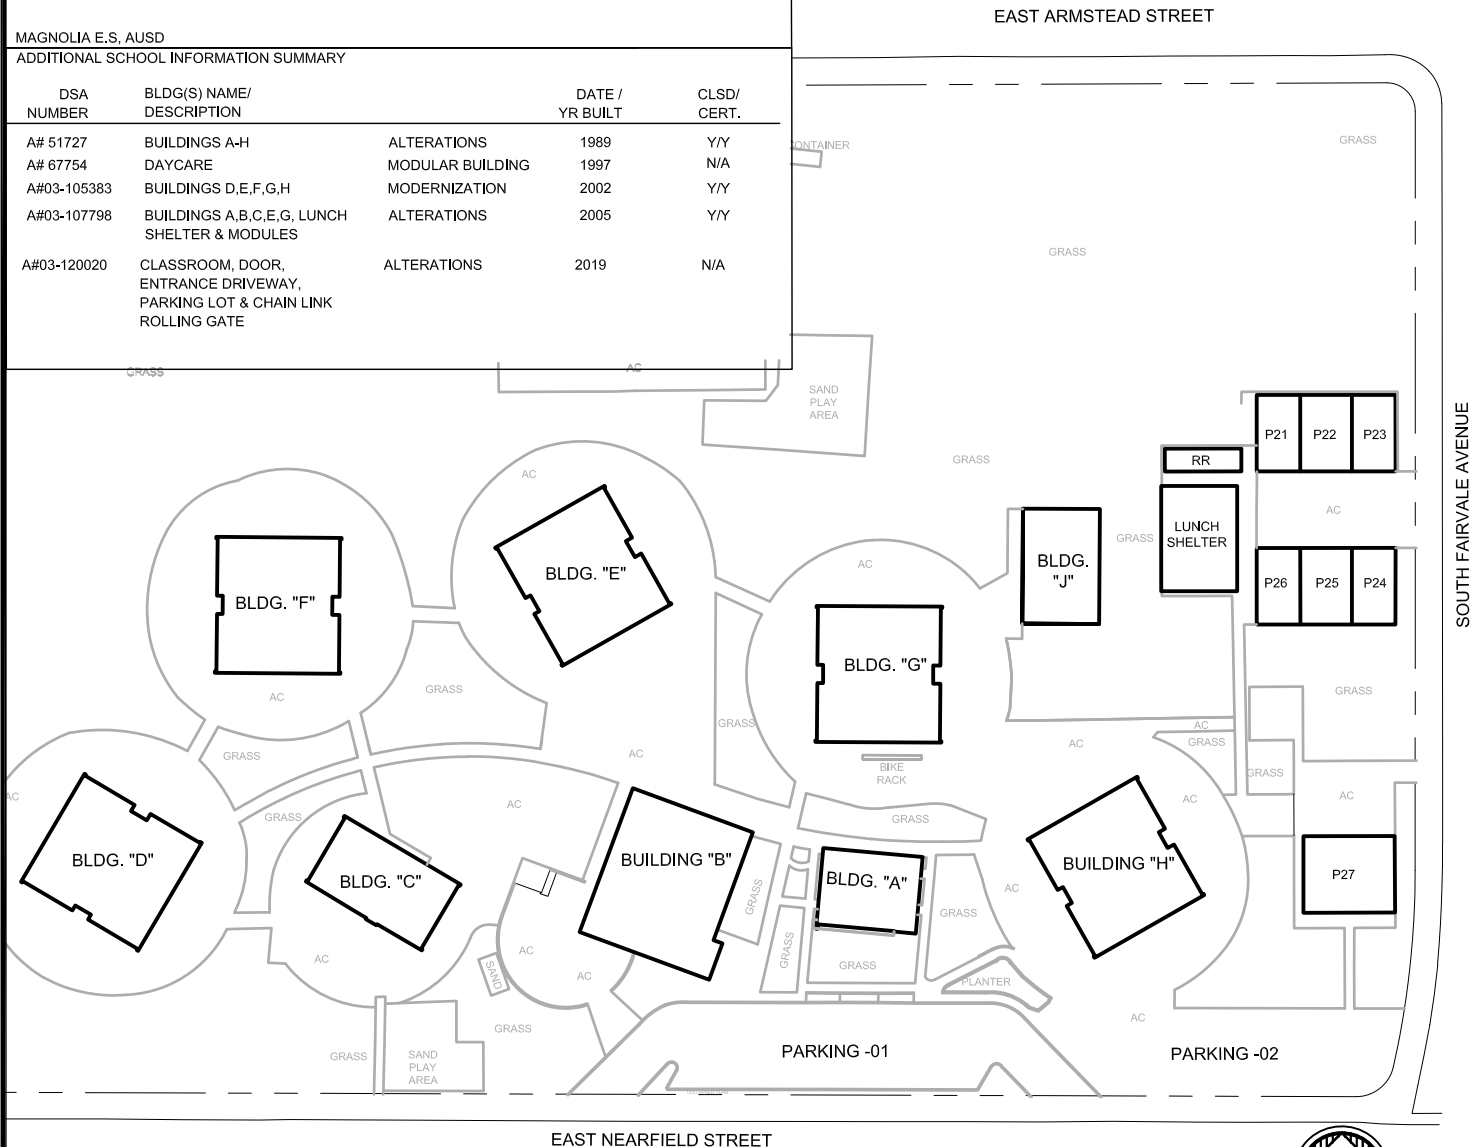 EAST ARMSTEAD STREET
MAGNOLIA E.S, AUSD
ADDITIONAL SCHOOL INFORMATION SUMMARY
DSA NUMBER BLDG(S) NAME/ DESCRIPTION DATE / YR BUILT CLSD/ CERT.
A# 51727 BUILDINGS A-H ALTERATIONS 1989 Y/Y
A# 67754 DAYCARE MODULAR BUILDING 1997 N/A
A#03-105383 BUILDINGS D,E,F,G,H MODERNIZATION 2002 Y/Y
A#03-107798 BUILDINGS A,B,C,E,G, LUNCH ALTERATIONS 2005 Y/Y
SHELTER & MODULES
A#03-120020 CLASSROOM, DOOR, ALTERATIONS 2019 N/A
ENTRANCE DRIVEWAY,
PARKING LOT & CHAIN LINK
ROLLING GATE
ONTAINER
GRASS
GRASS
GRASS
AC
SAND
PLAY
AREA
GRASS
P21 P22 P23
RR
SOUTH FAIRVALE AVENUE
AC
AC
LUNCH
SHELTER
GRASS
BLDG.
"J"
AC
BLDG. "E"
P26 P25 P24
BLDG. "F"
BLDG. "G"
GRASS
GRASS
AC
GRASS
AC
GRASS
AC
AC
GRASS
BIKE
RACK
GRASS
AC
AC
AC
AC
GRASS
GRASS
BLDG. "D"
BLDG. "C"
BUILDING "B"
BLDG. "A"
BUILDING "H"
P27
GRASS
AC
GRASS
GRASS
AC
AC
GRASS
GRASS
SAND
AC
PLANTER
AC
GRASS
PARKING -01
PARKING -02
GRASS
SAND
PLAY
AREA
EAST NEARFIELD STREET